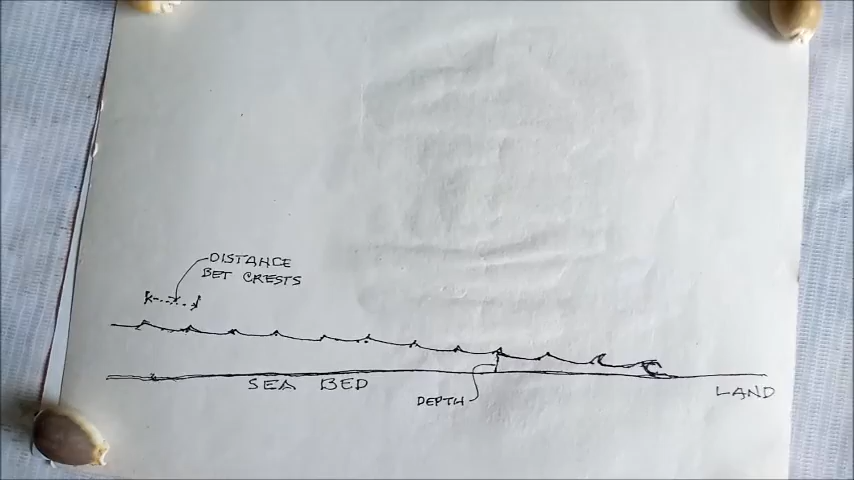 DISTANCE
BET CRESTS
SEA BED
DEPTH
LAND